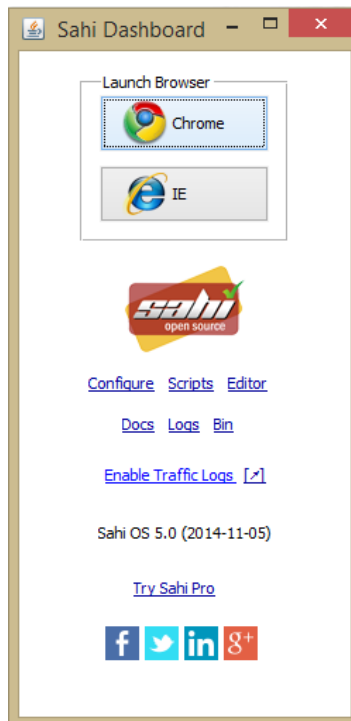 Sahi Dashboard
Launch Browser
Chrome
IE
sahi
open source
Configure Scripts Editor
Docs Logs Bin
Enable Traffic Logs [↗]
Sahi OS 5.0 (2014-11-05)
Try Sahi Pro
f in g+